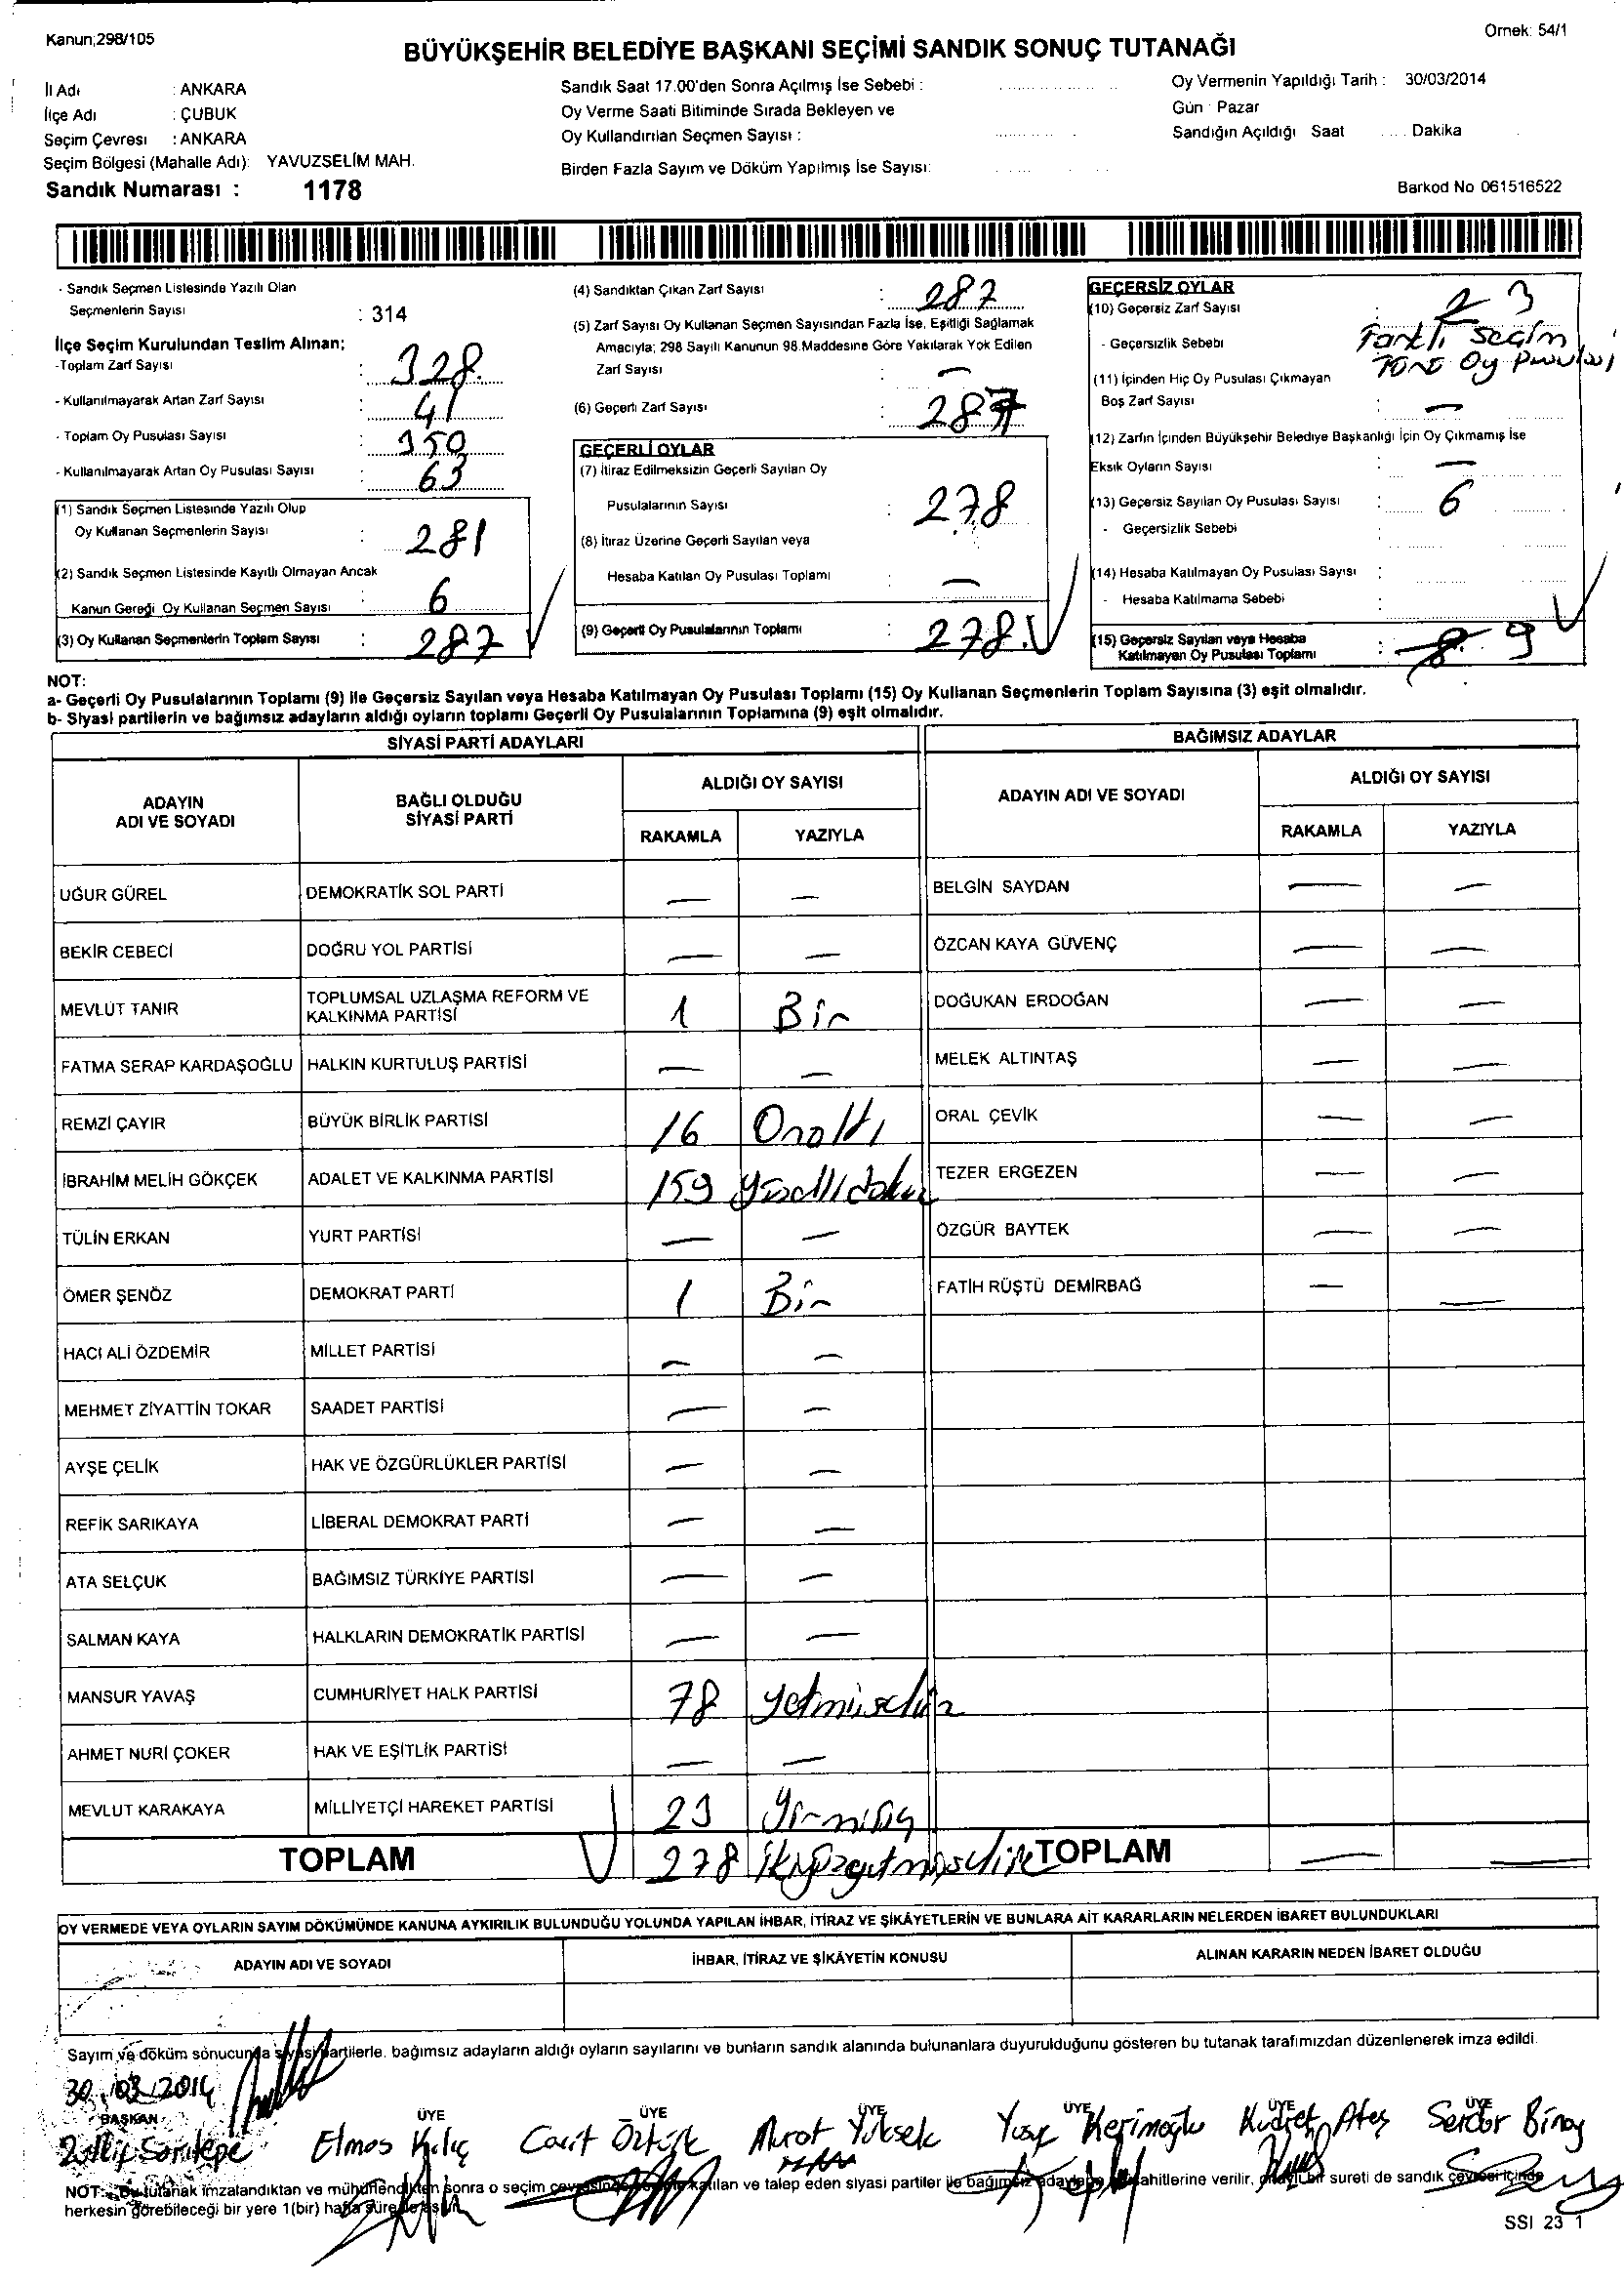 Kanun;298/105
Örnek: 54/1
BÜYÜKŞEHİR BELEDİYE BAŞKANI SEÇİMİ SANDIK SONUÇ TUTANAĞI
İl Adı : ANKARA
İlçe Adı : ÇUBUK
Seçim Çevresi : ANKARA
Seçim Bölgesi (Mahalle Adı): YAVUZSELİM MAH.
Sandık Numarası : 1178
Sandık Saat 17.00'den Sonra Açılmış İse Sebebi :
Oy Verme Saati Bitiminde Sırada Bekleyen ve
Oy Kullandırılan Seçmen Sayısı :
Birden Fazla Sayım ve Döküm Yapılmış İse Sayısı:
Oy Vermenin Yapıldığı Tarih : 30/03/2014
Gün : Pazar
Sandığın Açıldığı Saat .... Dakika
Barkod No 061516522
- Sandık Seçmen Listesinde Yazılı Olan
Seçmenlerin Sayısı : 314
İlçe Seçim Kurulundan Teslim Alınan;
-Toplam Zarf Sayısı : 328
- Kullanılmayarak Artan Zarf Sayısı : 41
- Toplam Oy Pusulası Sayısı : 350
- Kullanılmayarak Artan Oy Pusulası Sayısı : 63
(1) Sandık Seçmen Listesinde Yazılı Olup
Oy Kullanan Seçmenlerin Sayısı : 281
(2) Sandık Seçmen Listesinde Kayıtlı Olmayan Ancak
Kanun Gereği Oy Kullanan Seçmen Sayısı : 6
(3) Oy Kullanan Seçmenlerin Toplam Sayısı : 287
(4) Sandıktan Çıkan Zarf Sayısı : 287
(5) Zarf Sayısı Oy Kullanan Seçmen Sayısından Fazla İse, Eşitliği Sağlamak
Amacıyla; 298 Sayılı Kanunun 98.Maddesine Göre Yakılarak Yok Edilen
Zarf Sayısı : —
(6) Geçerli Zarf Sayısı : 287
GEÇERLİ OYLAR
(7) İtiraz Edilmeksizin Geçerli Sayılan Oy
Pusulalarının Sayısı : 278
(8) İtiraz Üzerine Geçerli Sayılan veya
Hesaba Katılan Oy Pusulası Toplamı : —
(9) Geçerli Oy Pusulalarının Toplamı : 278
GEÇERSİZ OYLAR
(10) Geçersiz Zarf Sayısı : 3
- Geçersizlik Sebebi Farklı Seçim
Türü Oy Pusulası
(11) İçinden Hiç Oy Pusulası Çıkmayan
Boş Zarf Sayısı : —
(12) Zarfın İçinden Büyükşehir Belediye Başkanlığı İçin Oy Çıkmamış İse
Eksik Oyların Sayısı : —
(13) Geçersiz Sayılan Oy Pusulası Sayısı : 6
- Geçersizlik Sebebi
(14) Hesaba Katılmayan Oy Pusulası Sayısı :
- Hesaba Katılmama Sebebi :
(15) Geçersiz Sayılan veya Hesaba
Katılmayan Oy Pusulası Toplamı : 8 9
NOT:
a- Geçerli Oy Pusulalarının Toplamı (9) ile Geçersiz Sayılan veya Hesaba Katılmayan Oy Pusulası Toplamı (15) Oy Kullanan Seçmenlerin Toplam Sayısına (3) eşit olmalıdır.
b- Siyasi partilerin ve bağımsız adayların aldığı oyların toplamı Geçerli Oy Pusulalarının Toplamına (9) eşit olmalıdır.
SİYASİ PARTİ ADAYLARI
ADAYIN ADI VE SOYADI BAĞLI OLDUĞU SİYASİ PARTİ ALDIĞI OY SAYISI
RAKAMLA YAZIYLA
UĞUR GÜREL DEMOKRATİK SOL PARTİ — —
BEKİR CEBECİ DOĞRU YOL PARTİSİ — —
MEVLÜT TANIR TOPLUMSAL UZLAŞMA REFORM VE KALKINMA PARTİSİ 1 Bir
FATMA SERAP KARDAŞOĞLU HALKIN KURTULUŞ PARTİSİ — —
REMZİ ÇAYIR BÜYÜK BİRLİK PARTİSİ 16 Onaltı
İBRAHİM MELİH GÖKÇEK ADALET VE KALKINMA PARTİSİ 159
TÜLİN ERKAN YURT PARTİSİ — —
ÖMER ŞENÖZ DEMOKRAT PARTİ 1 Bir
HACI ALİ ÖZDEMİR MİLLET PARTİSİ — —
MEHMET ZİYATTİN TOKAR SAADET PARTİSİ — —
AYŞE ÇELİK HAK VE ÖZGÜRLÜKLER PARTİSİ — —
REFİK SARIKAYA LİBERAL DEMOKRAT PARTİ — —
ATA SELÇUK BAĞIMSIZ TÜRKİYE PARTİSİ — —
SALMAN KAYA HALKLARIN DEMOKRATİK PARTİSİ — —
MANSUR YAVAŞ CUMHURİYET HALK PARTİSİ 78 Yetmişsekiz
AHMET NURİ ÇOKER HAK VE EŞİTLİK PARTİSİ — —
MEVLUT KARAKAYA MİLLİYETÇİ HAREKET PARTİSİ 23 Yirmiüç
TOPLAM 278 ikiyüzyetmişsekiz
BAĞIMSIZ ADAYLAR
ADAYIN ADI VE SOYADI ALDIĞI OY SAYISI
RAKAMLA YAZIYLA
BELGİN SAYDAN — —
ÖZCAN KAYA GÜVENÇ — —
DOĞUKAN ERDOĞAN — —
MELEK ALTINTAŞ — —
ORAL ÇEVİK — —
TEZER ERGEZEN — —
ÖZGÜR BAYTEK — —
FATİH RÜŞTÜ DEMİRBAĞ — —
TOPLAM — —
OY VERMEDE VEYA OYLARIN SAYIM DÖKÜMÜNDE KANUNA AYKIRILIK BULUNDUĞU YOLUNDA YAPILAN İHBAR, İTİRAZ VE ŞİKÂYETLERİN VE BUNLARA AİT KARARLARIN NELERDEN İBARET BULUNDUKLARI
ADAYIN ADI VE SOYADI İHBAR, İTİRAZ VE ŞİKÂYETİN KONUSU ALINAN KARARIN NEDEN İBARET OLDUĞU
Sayım ve döküm sonucunda siyasi partilerle, bağımsız adayların aldığı oyların sayılarını ve bunların sandık alanında bulunanlara duyurulduğunu gösteren bu tutanak tarafımızdan düzenlenerek imza edildi.
30.03.2014
BAŞKAN ÜYE ÜYE ÜYE ÜYE ÜYE ÜYE
Sarıtepe Elmas Kılıç Cavit Öztürk Murat Yüksek Yusuf Kerimoğlu Kudret Ateş Serdar Binay
NOT: Bu tutanak imzalandıktan ve mühürlendikten sonra o seçim çevresinde katılan ve talep eden siyasi partiler ile bağımsız adayların müşahitlerine verilir, onaylı bir sureti de sandık çevresi içinde
herkesin görebileceği bir yere 1(bir) hafta süre ile asılır.
SSI 23 1